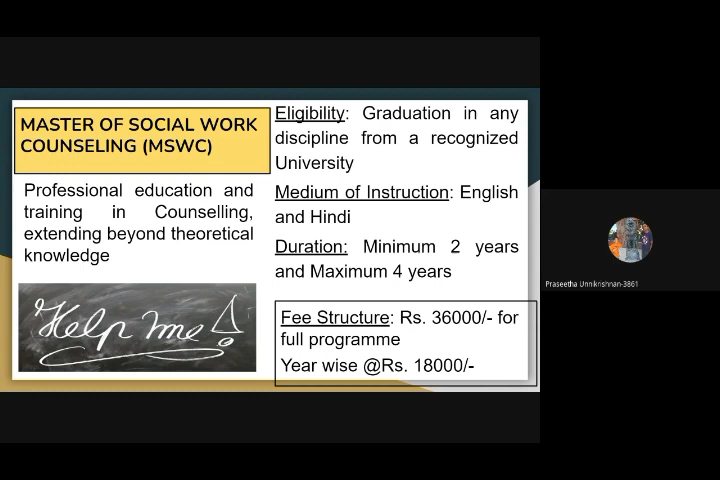 MASTER OF SOCIAL WORK
COUNSELING (MSWC)
Professional education and
training in Counselling,
extending beyond theoretical
knowledge
Help me!
Eligibility: Graduation in any
discipline from a recognized
University
Medium of Instruction: English
and Hindi
Duration: Minimum 2 years
and Maximum 4 years
Fee Structure: Rs. 36000/- for
full programme
Year wise @Rs. 18000/-
Praseetha Unnikrishnan-3861